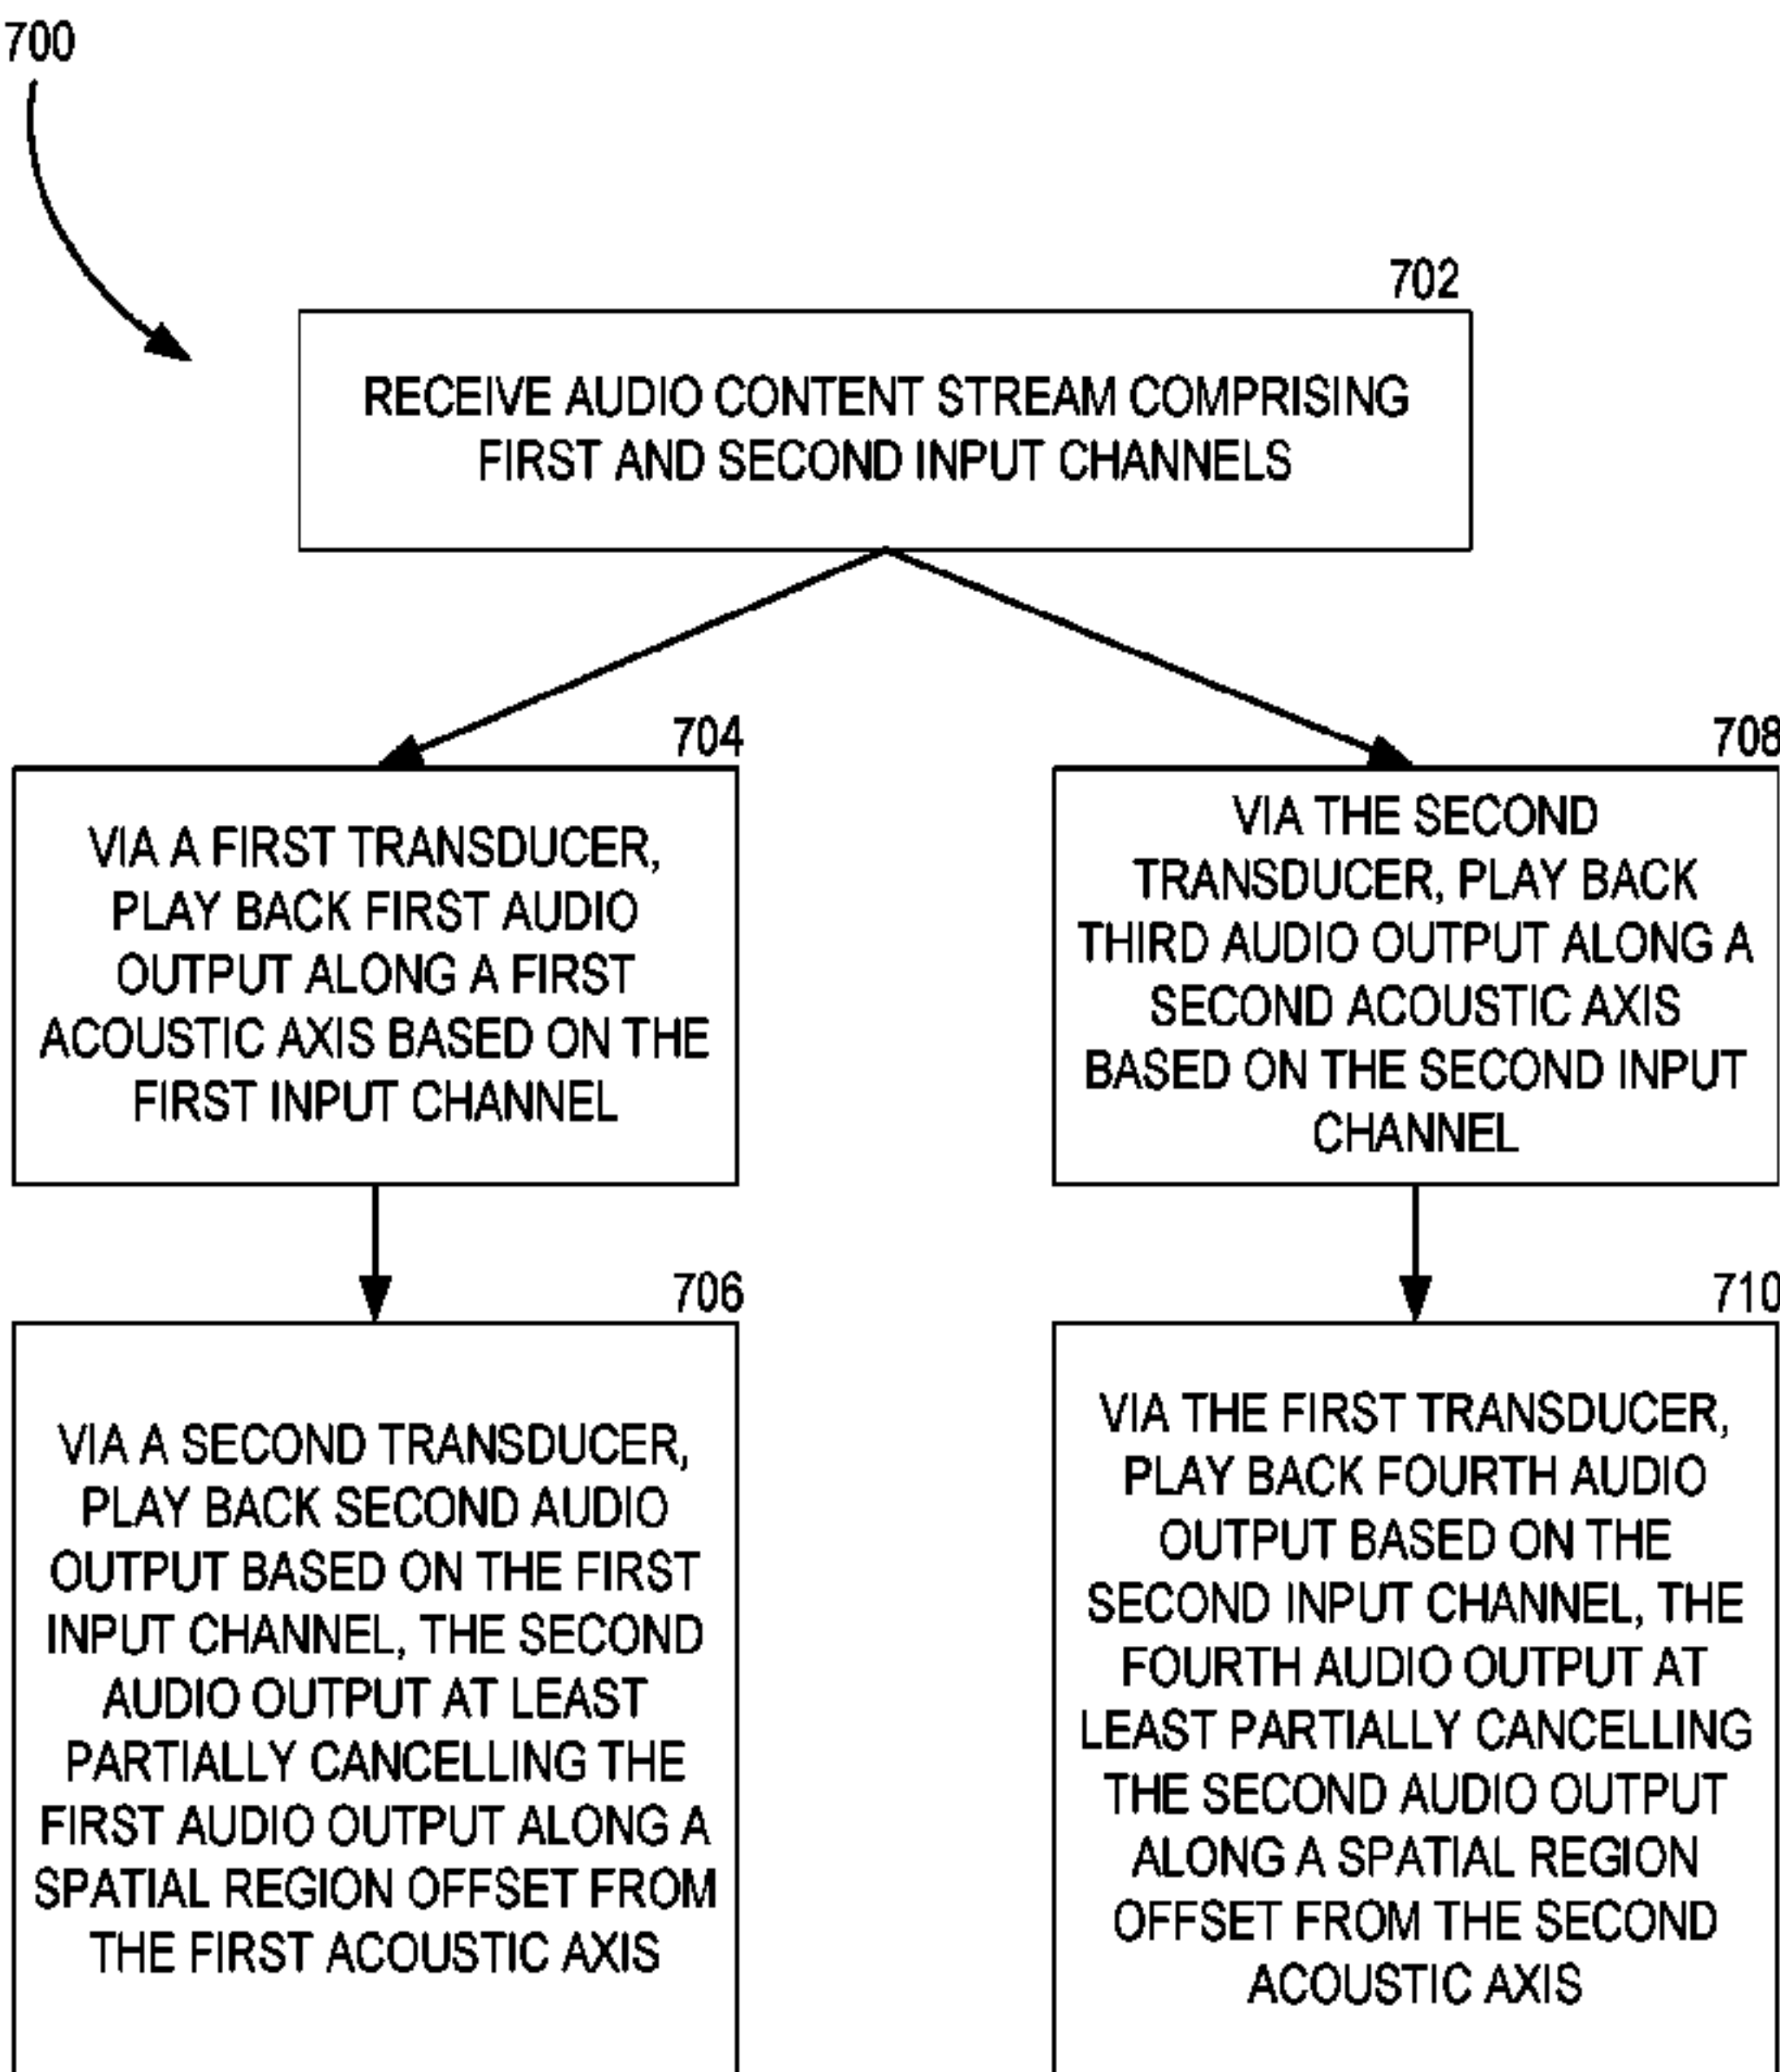 700
702
RECEIVE AUDIO CONTENT STREAM COMPRISING
FIRST AND SECOND INPUT CHANNELS
704
VIA A FIRST TRANSDUCER,
PLAY BACK FIRST AUDIO
OUTPUT ALONG A FIRST
ACOUSTIC AXIS BASED ON THE
FIRST INPUT CHANNEL
706
VIA A SECOND TRANSDUCER,
PLAY BACK SECOND AUDIO
OUTPUT BASED ON THE FIRST
INPUT CHANNEL, THE SECOND
AUDIO OUTPUT AT LEAST
PARTIALLY CANCELLING THE
FIRST AUDIO OUTPUT ALONG A
SPATIAL REGION OFFSET FROM
THE FIRST ACOUSTIC AXIS
708
VIA THE SECOND
TRANSDUCER, PLAY BACK
THIRD AUDIO OUTPUT ALONG A
SECOND ACOUSTIC AXIS
BASED ON THE SECOND INPUT
CHANNEL
710
VIA THE FIRST TRANSDUCER,
PLAY BACK FOURTH AUDIO
OUTPUT BASED ON THE
SECOND INPUT CHANNEL, THE
FOURTH AUDIO OUTPUT AT
LEAST PARTIALLY CANCELLING
THE SECOND AUDIO OUTPUT
ALONG A SPATIAL REGION
OFFSET FROM THE SECOND
ACOUSTIC AXIS